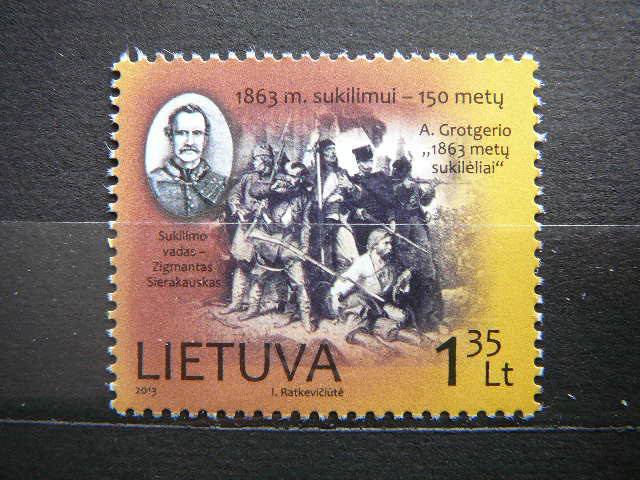 1863 m. sukilimui – 150 metų
A. Grotgerio
„1863 metų
sukilėliai“
Sukilimo
vadas –
Zigmantas
Sierakauskas
LIETUVA
1 35 Lt
2013
I. Ratkevičiūtė